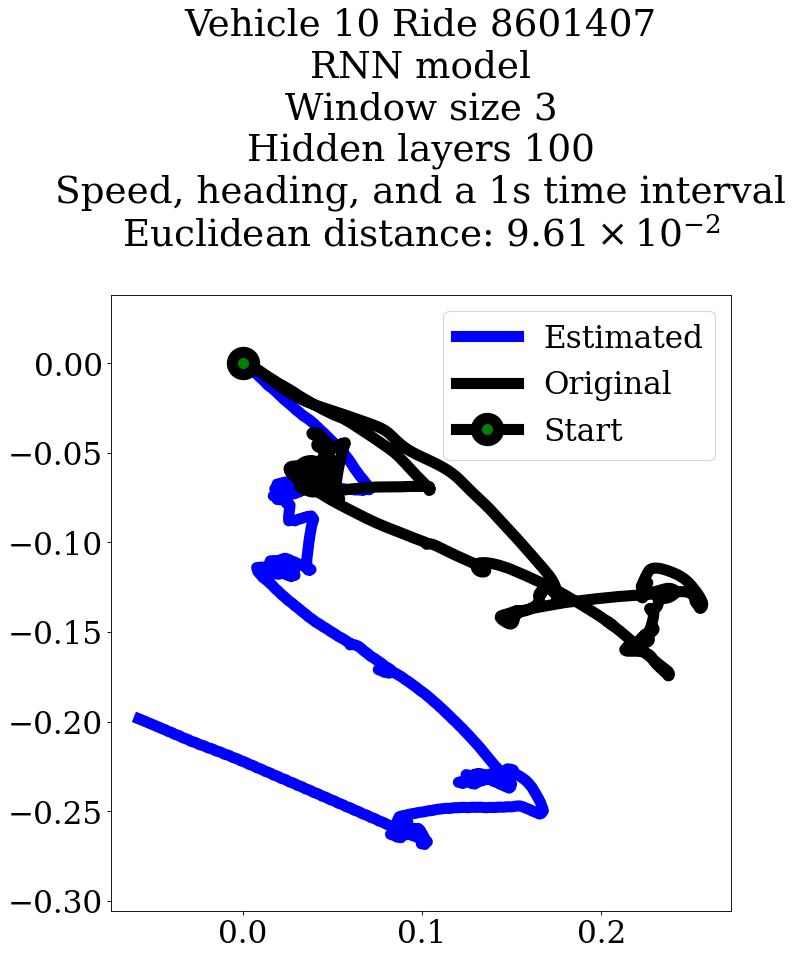 Vehicle 10 Ride 8601407
RNN model
Window size 3
Hidden layers 100
Speed, heading, and a 1s time interval
Euclidean distance: 9.61 × 10⁻²
Estimated
Original
Start
0.00
−0.05
−0.10
−0.15
−0.20
−0.25
−0.30
0.0 0.1 0.2